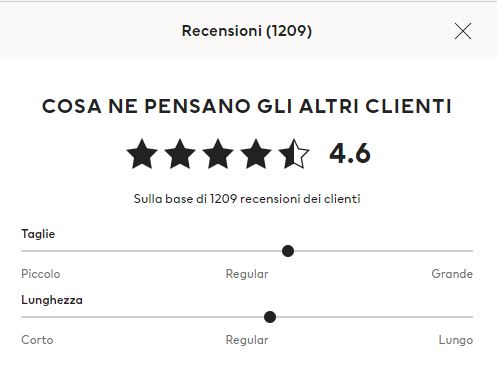 Recensioni (1209)
COSA NE PENSANO GLI ALTRI CLIENTI
4.6
Sulla base di 1209 recensioni dei clienti
Taglie
Piccolo Regular Grande
Lunghezza
Corto Regular Lungo